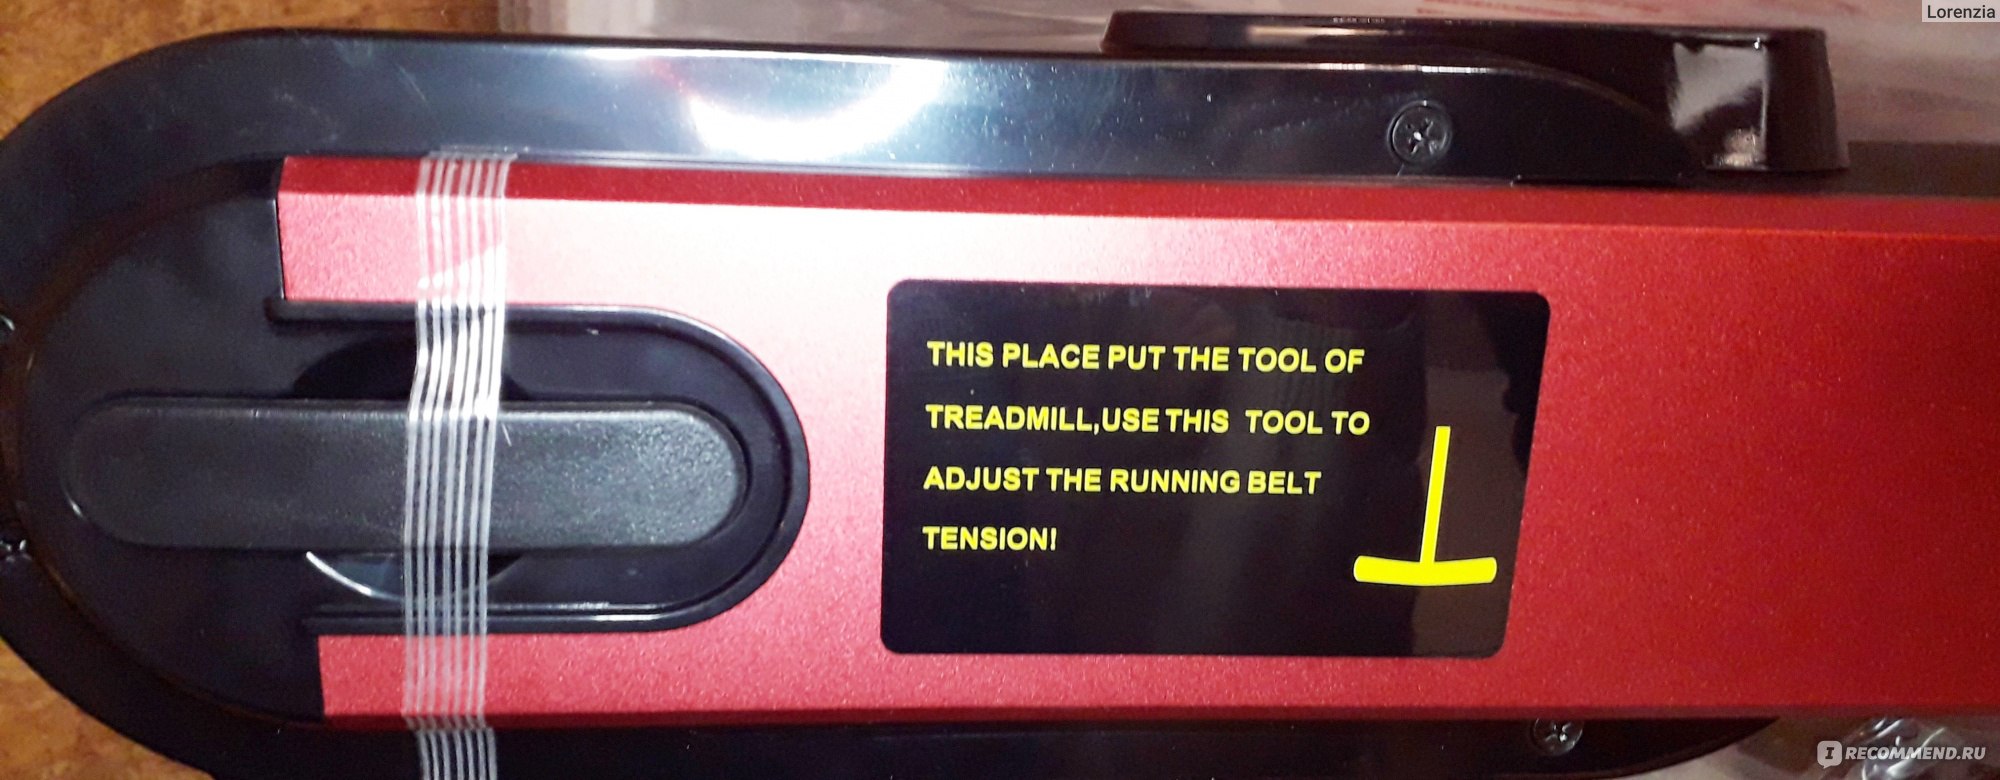 Lorenzia
THIS PLACE PUT THE TOOL OF
TREADMILL,USE THIS TOOL TO
ADJUST THE RUNNING BELT
TENSION!
I RECOMMEND.RU